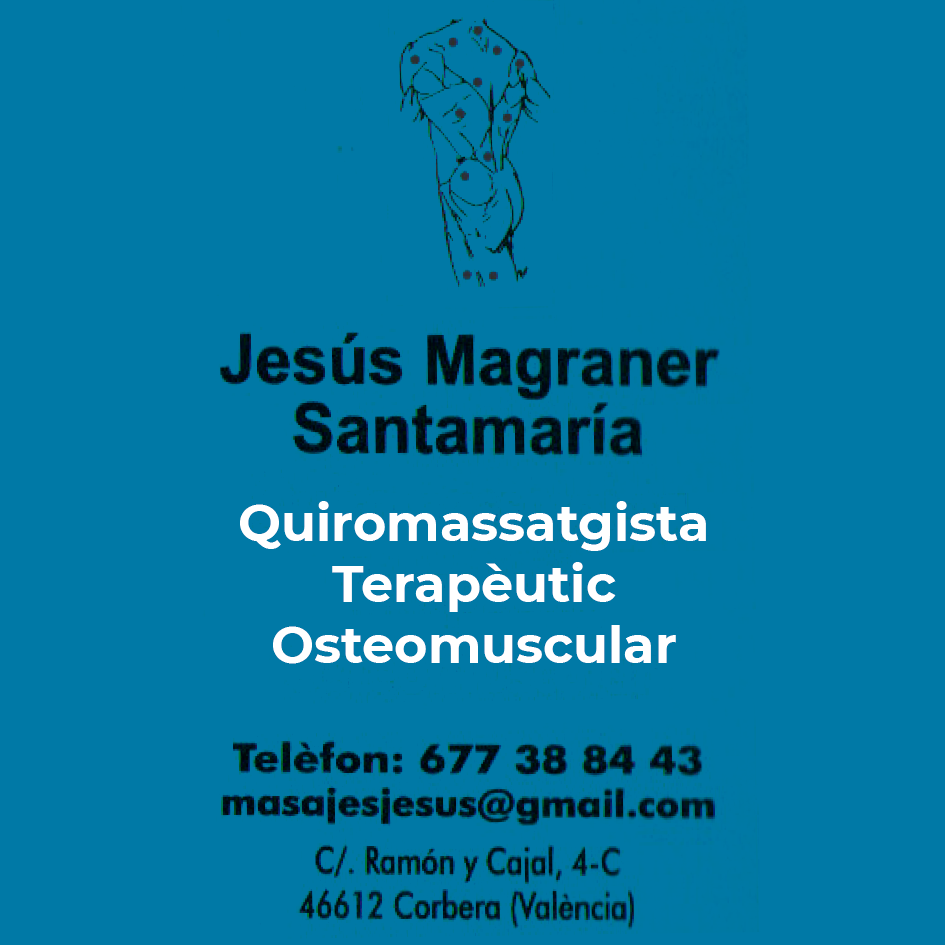 Jesús Magraner
Santamaría
Quiromassatgista
Terapèutic
Osteomuscular
Telèfon: 677 38 84 43
masajesjesus@gmail.com
C/. Ramón y Cajal, 4-C
46612 Corbera (València)